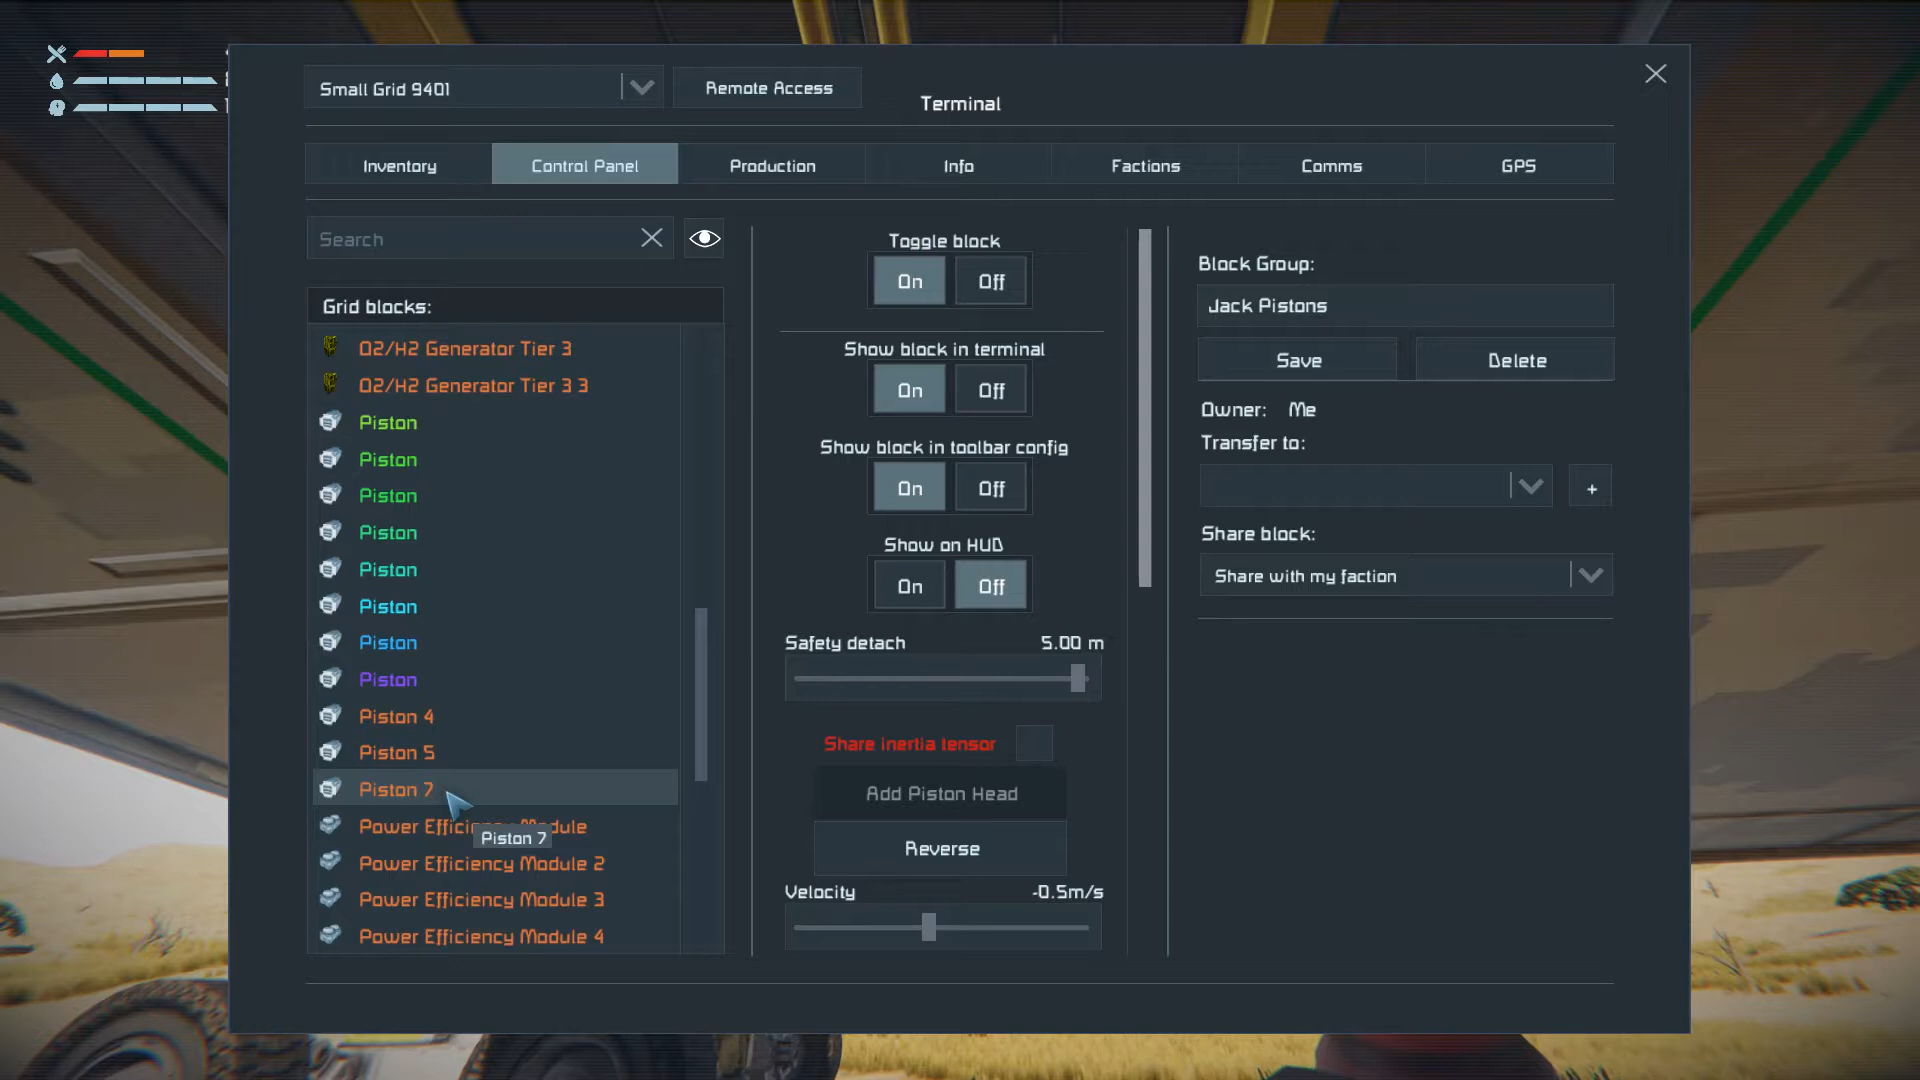 Small Grid 9401
Remote Access
Terminal
Inventory
Control Panel
Production
Info
Factions
Comms
GPS
Search
Grid blocks:
O2/H2 Generator Tier 3
O2/H2 Generator Tier 3 3
Piston
Piston
Piston
Piston
Piston
Piston
Piston
Piston
Piston 4
Piston 5
Piston 7
Power Efficiency Module
Piston 7
Power Efficiency Module 2
Power Efficiency Module 3
Power Efficiency Module 4
Toggle block
On Off
Show block in terminal
On Off
Show block in toolbar config
On Off
Show on HUD
On Off
Safety detach 5.00 m
Share inertia tensor
Add Piston Head
Reverse
Velocity -0.5m/s
Block Group:
Jack Pistons
Save Delete
Owner: Me
Transfer to:
+
Share block:
Share with my faction